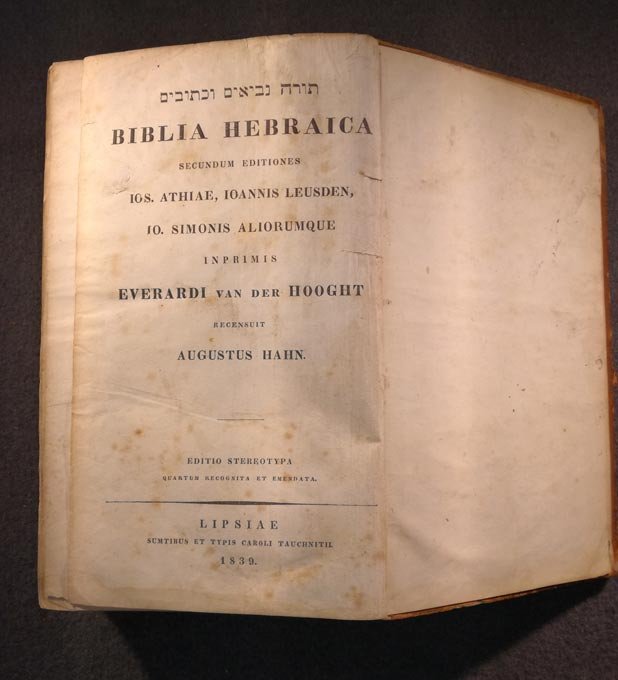 תורה נביאים וכתובים
BIBLIA HEBRAICA
SECUNDUM EDITIONES
IOS. ATHIAE, IOANNIS LEUSDEN,
IO. SIMONIS ALIORUMQUE
INPRIMIS
EVERARDI VAN DER HOOGHT
RECENSUIT
AUGUSTUS HAHN.
EDITIO STEREOTYPA
QUARTUM RECOGNITA ET EMENDATA.
LIPSIAE
SUMTIBUS ET TYPIS CAROLI TAUCHNITII.
1839.